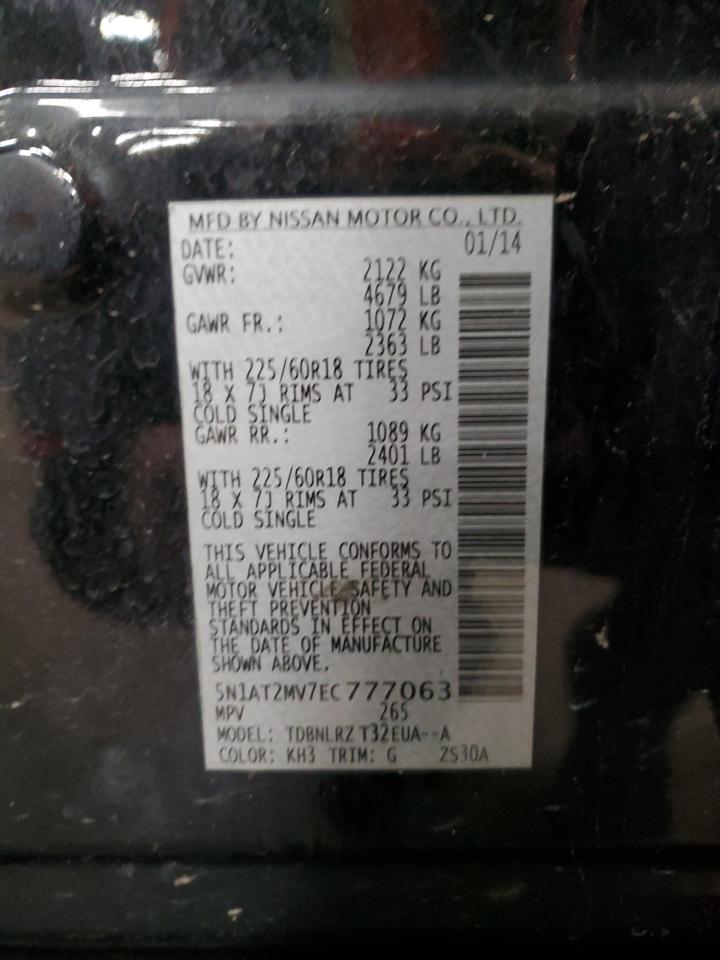 MFD BY NISSAN MOTOR CO., LTD.
DATE: 01/14
GVWR: 2122 KG
4679 LB
GAWR FR.: 1072 KG
2363 LB
WITH 225/60R18 TIRES
18 X 7J RIMS AT 33 PSI
COLD SINGLE
GAWR RR.: 1089 KG
2401 LB
WITH 225/60R18 TIRES
18 X 7J RIMS AT 33 PSI
COLD SINGLE
THIS VEHICLE CONFORMS TO
ALL APPLICABLE FEDERAL
MOTOR VEHICLE SAFETY AND
THEFT PREVENTION
STANDARDS IN EFFECT ON
THE DATE OF MANUFACTURE
SHOWN ABOVE.
5N1AT2MV7EC777063
MPV 265
MODEL: TDBNLRZ T32EUA--A
COLOR: KH3 TRIM: G 2S30A